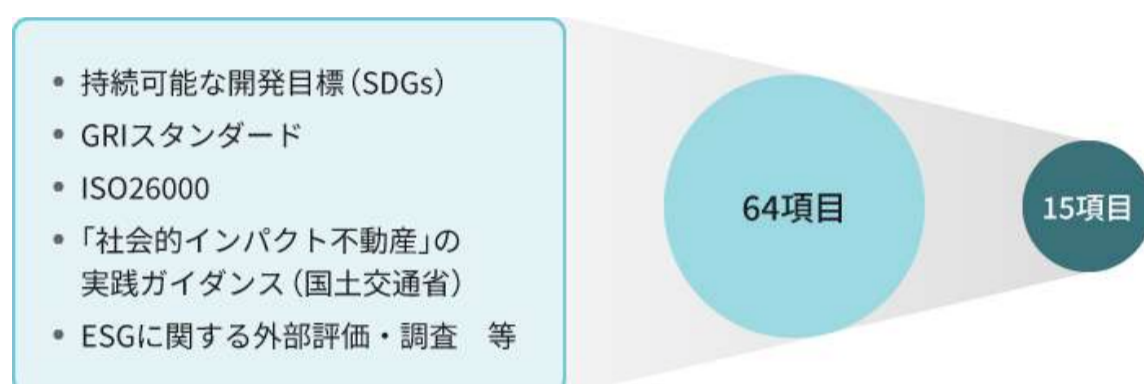 • 持続可能な開発目標(SDGs)
• GRIスタンダード
• ISO26000
• 「社会的インパクト不動産」の
実践ガイダンス(国土交通省)
• ESGに関する外部評価・調査　等
64項目
15項目